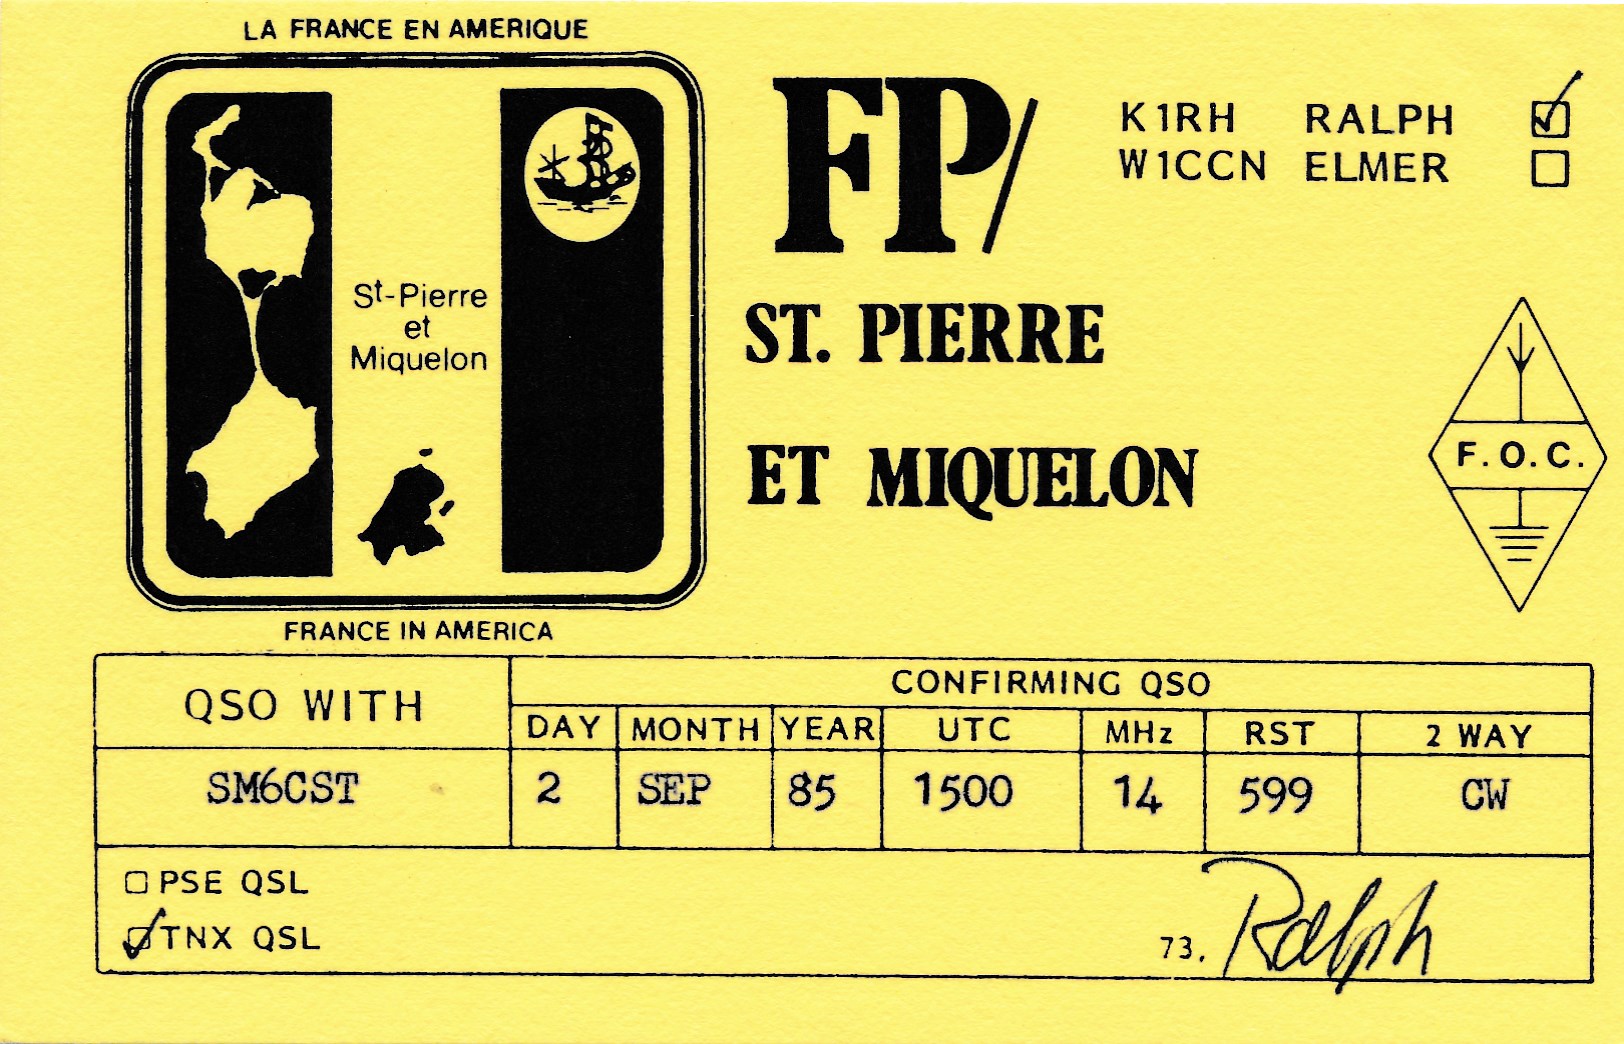 LA FRANCE EN AMERIQUE
St-Pierre
et
Miquelon
FRANCE IN AMERICA
FP/
K1RH RALPH
W1CCN ELMER
ST. PIERRE
ET MIQUELON
F.O.C.
QSO WITH
CONFIRMING QSO
DAY MONTH YEAR UTC MHz RST 2 WAY
SM6CST 2 SEP 85 1500 14 599 CW
PSE QSL
TNX QSL
73. Ralph